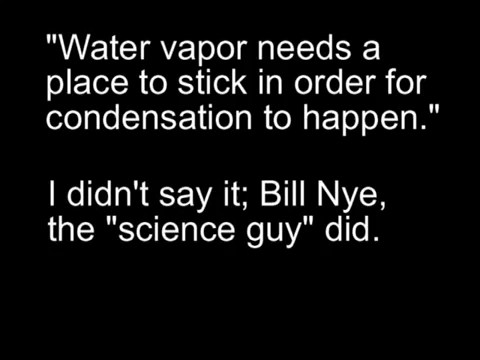 "Water vapor needs a
place to stick in order for
condensation to happen."
I didn't say it; Bill Nye,
the "science guy" did.